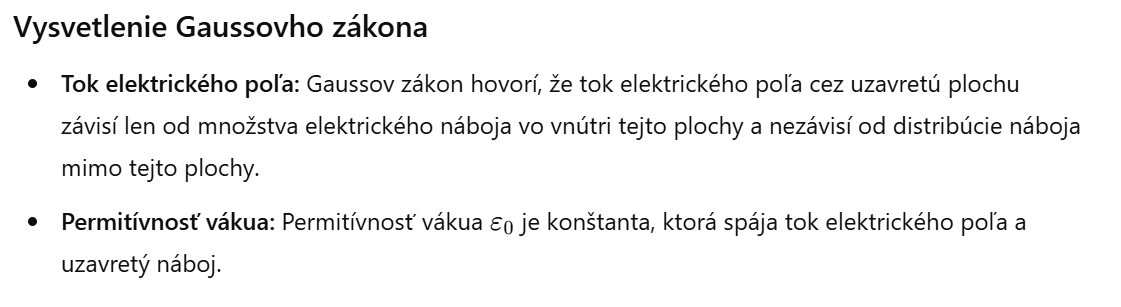 Vysvetlenie Gaussovho zákona
• Tok elektrického poľa: Gaussov zákon hovorí, že tok elektrického poľa cez uzavretú plochu
závisí len od množstva elektrického náboja vo vnútri tejto plochy a nezávisí od distribúcie náboja
mimo tejto plochy.
• Permitívnosť vákua: Permitívnosť vákua ε₀ je konštanta, ktorá spája tok elektrického poľa a
uzavretý náboj.